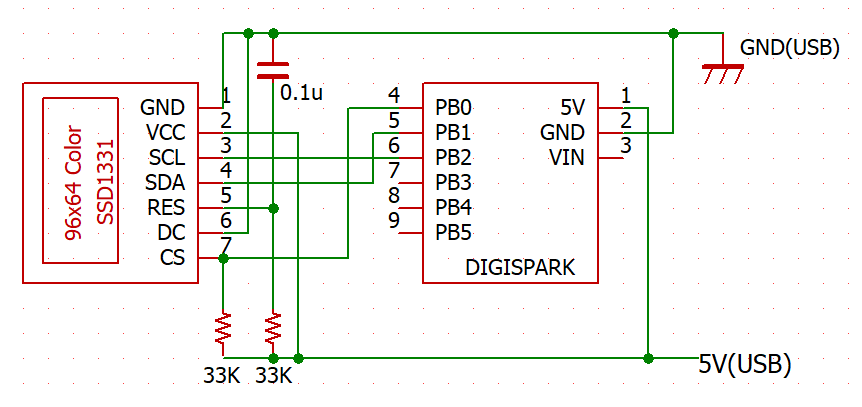 GND(USB)
0.1u
96x64 Color
SSD1331
GND 1
VCC 2
SCL 3
SDA 4
RES 5
DC 6
CS 7
4 PB0
5 PB1
6 PB2
7 PB3
8 PB4
9 PB5
5V 1
GND 2
VIN 3
DIGISPARK
33K 33K
5V(USB)